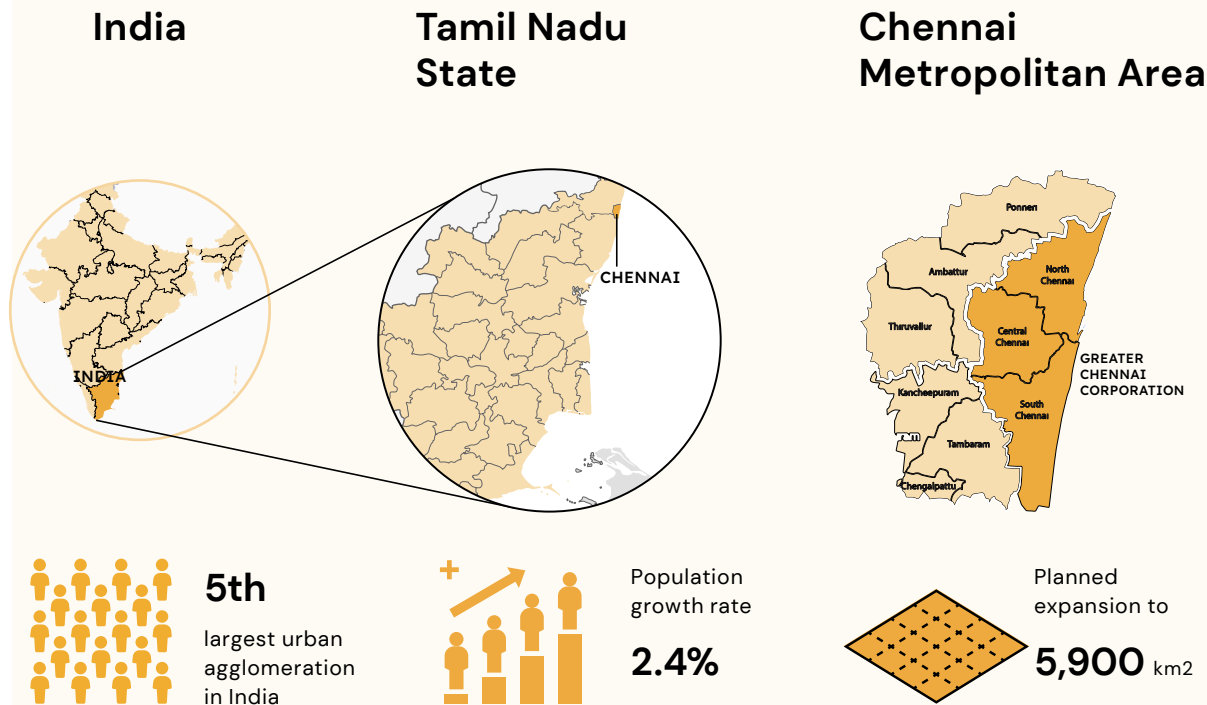 India
Tamil Nadu
State
Chennai
Metropolitan Area
INDIA
CHENNAI
Ponneri
Ambattur
North
Chennai
Thiruvallur
Central
Chennai
GREATER
CHENNAI
CORPORATION
Kancheepuram
South
Chennai
Tambaram
Chengalpattu
5th
largest urban
agglomeration
in India
+
Population
growth rate
2.4%
Planned
expansion to
5,900 km2